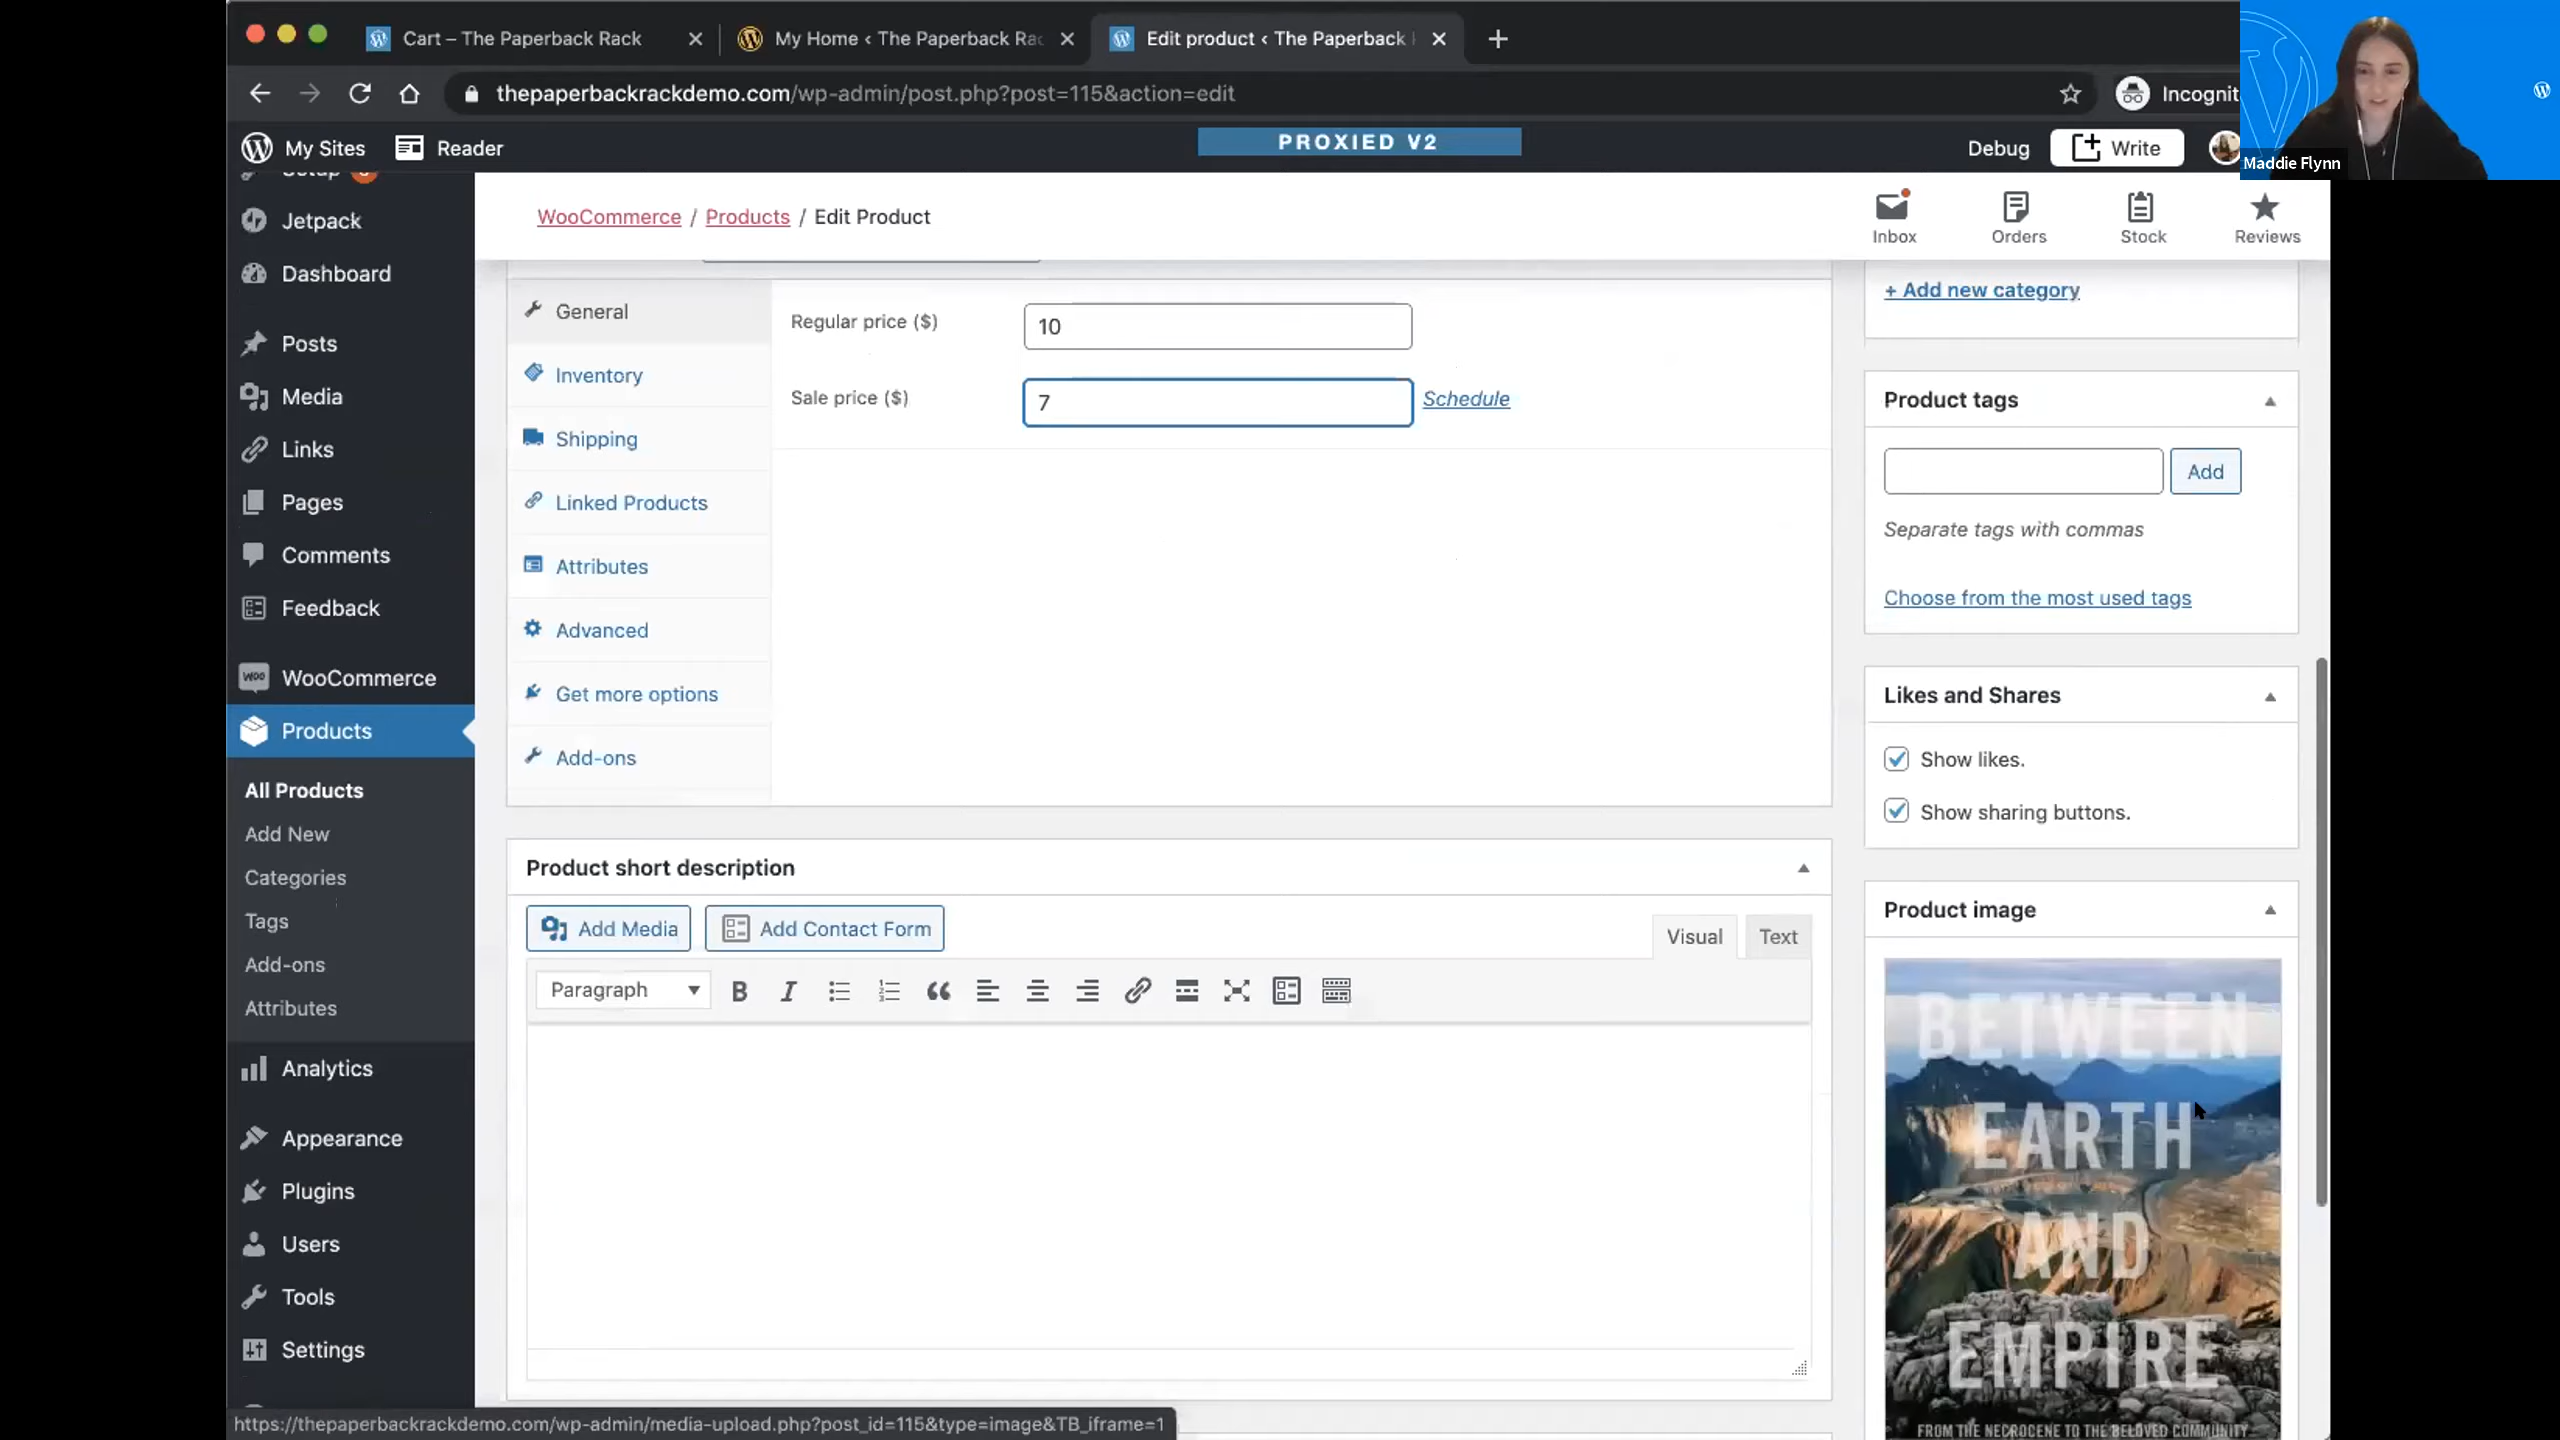 Cart – The Paperback Rack
My Home ‹ The Paperback Rac
Edit product ‹ The Paperback
thepaperbackrackdemo.com/wp-admin/post.php?post=115&action=edit
Incognit
Maddie Flynn
My Sites
Reader
PROXIED V2
Debug
Write
Setup
Jetpack
Dashboard
Posts
Media
Links
Pages
Comments
Feedback
WooCommerce
Products
All Products
Add New
Categories
Tags
Add-ons
Attributes
Analytics
Appearance
Plugins
Users
Tools
Settings
WooCommerce / Products / Edit Product
Inbox
Orders
Stock
Reviews
General
Inventory
Shipping
Linked Products
Attributes
Advanced
Get more options
Add-ons
Regular price ($)
10
Sale price ($)
7
Schedule
Product short description
Add Media
Add Contact Form
Visual
Text
Paragraph
+ Add new category
Product tags
Add
Separate tags with commas
Choose from the most used tags
Likes and Shares
Show likes.
Show sharing buttons.
Product image
BETWEEN
EARTH
AND
EMPIRE
FROM THE NECROCENE TO THE BELOVED COMMUNITY
https://thepaperbackrackdemo.com/wp-admin/media-upload.php?post_id=115&type=image&TB_iframe=1